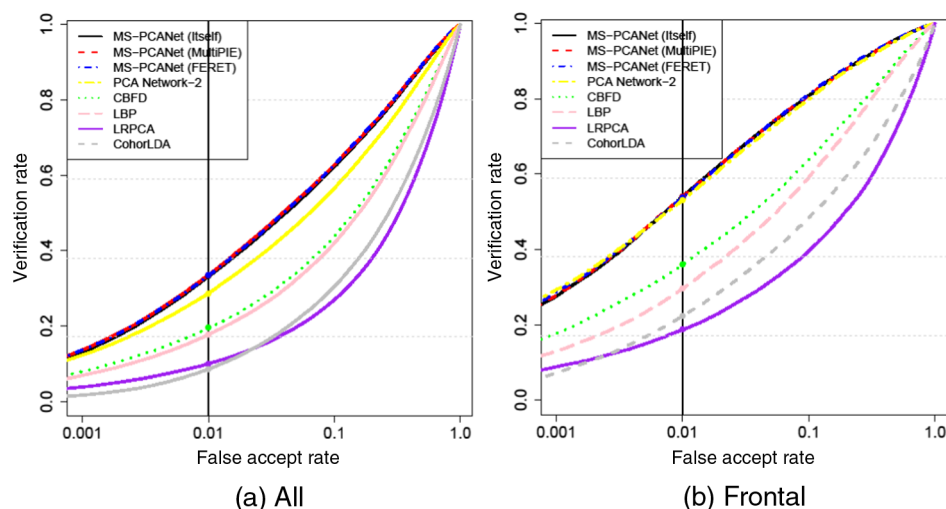 MS-PCANet (Itself)
MS-PCANet (MultiPIE)
MS-PCANet (FERET)
PCA Network-2
CBFD
LBP
LRPCA
CohorLDA
Verification rate
1.0
0.8
0.6
0.4
0.2
0.0
0.001
0.01
0.1
1.0
False accept rate
(a) All
MS-PCANet (Itself)
MS-PCANet (MultiPIE)
MS-PCANet (FERET)
PCA Network-2
CBFD
LBP
LRPCA
CohorLDA
Verification rate
1.0
0.8
0.6
0.4
0.2
0.0
0.001
0.01
0.1
1.0
False accept rate
(b) Frontal